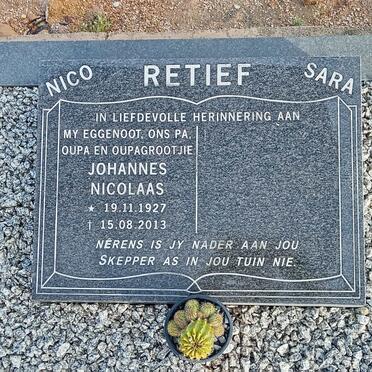 NICO RETIEF SARA
IN LIEFDEVOLLE HERINNERING AAN
MY EGGENOOT, ONS PA,
OUPA EN OUPAGROOTJIE
JOHANNES
NICOLAAS
★ 19.11.1927
† 15.08.2013
NÊRENS IS JY NADER AAN JOU
SKEPPER AS IN JOU TUIN NIE.